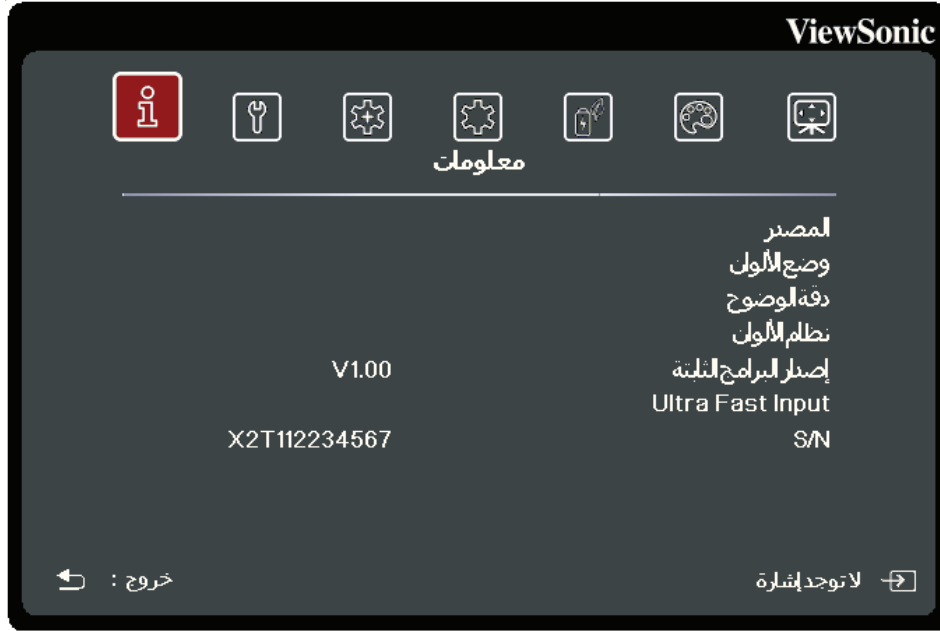 ViewSonic
معلومات
المصدر
وضع الألوان
دقة الوضوح
نظام الألوان
إصدار البرامج الثابتة V1.00
Ultra Fast Input
S/N X2T112234567
لا توجد إشارة
خروج :